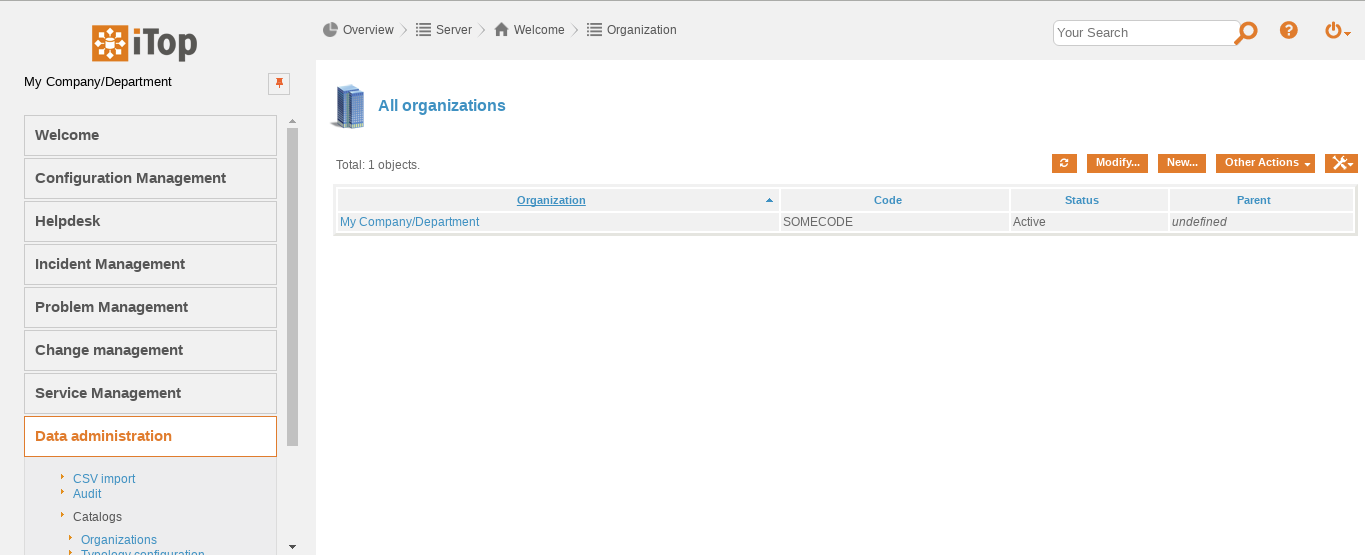 iTop
My Company/Department
Welcome
Configuration Management
Helpdesk
Incident Management
Problem Management
Change management
Service Management
Data administration
CSV import
Audit
Catalogs
Organizations
Typology configuration
Overview Server Welcome Organization
Your Search
?
All organizations
Total: 1 objects.
Modify... New... Other Actions
Organization Code Status Parent
My Company/Department SOMECODE Active undefined